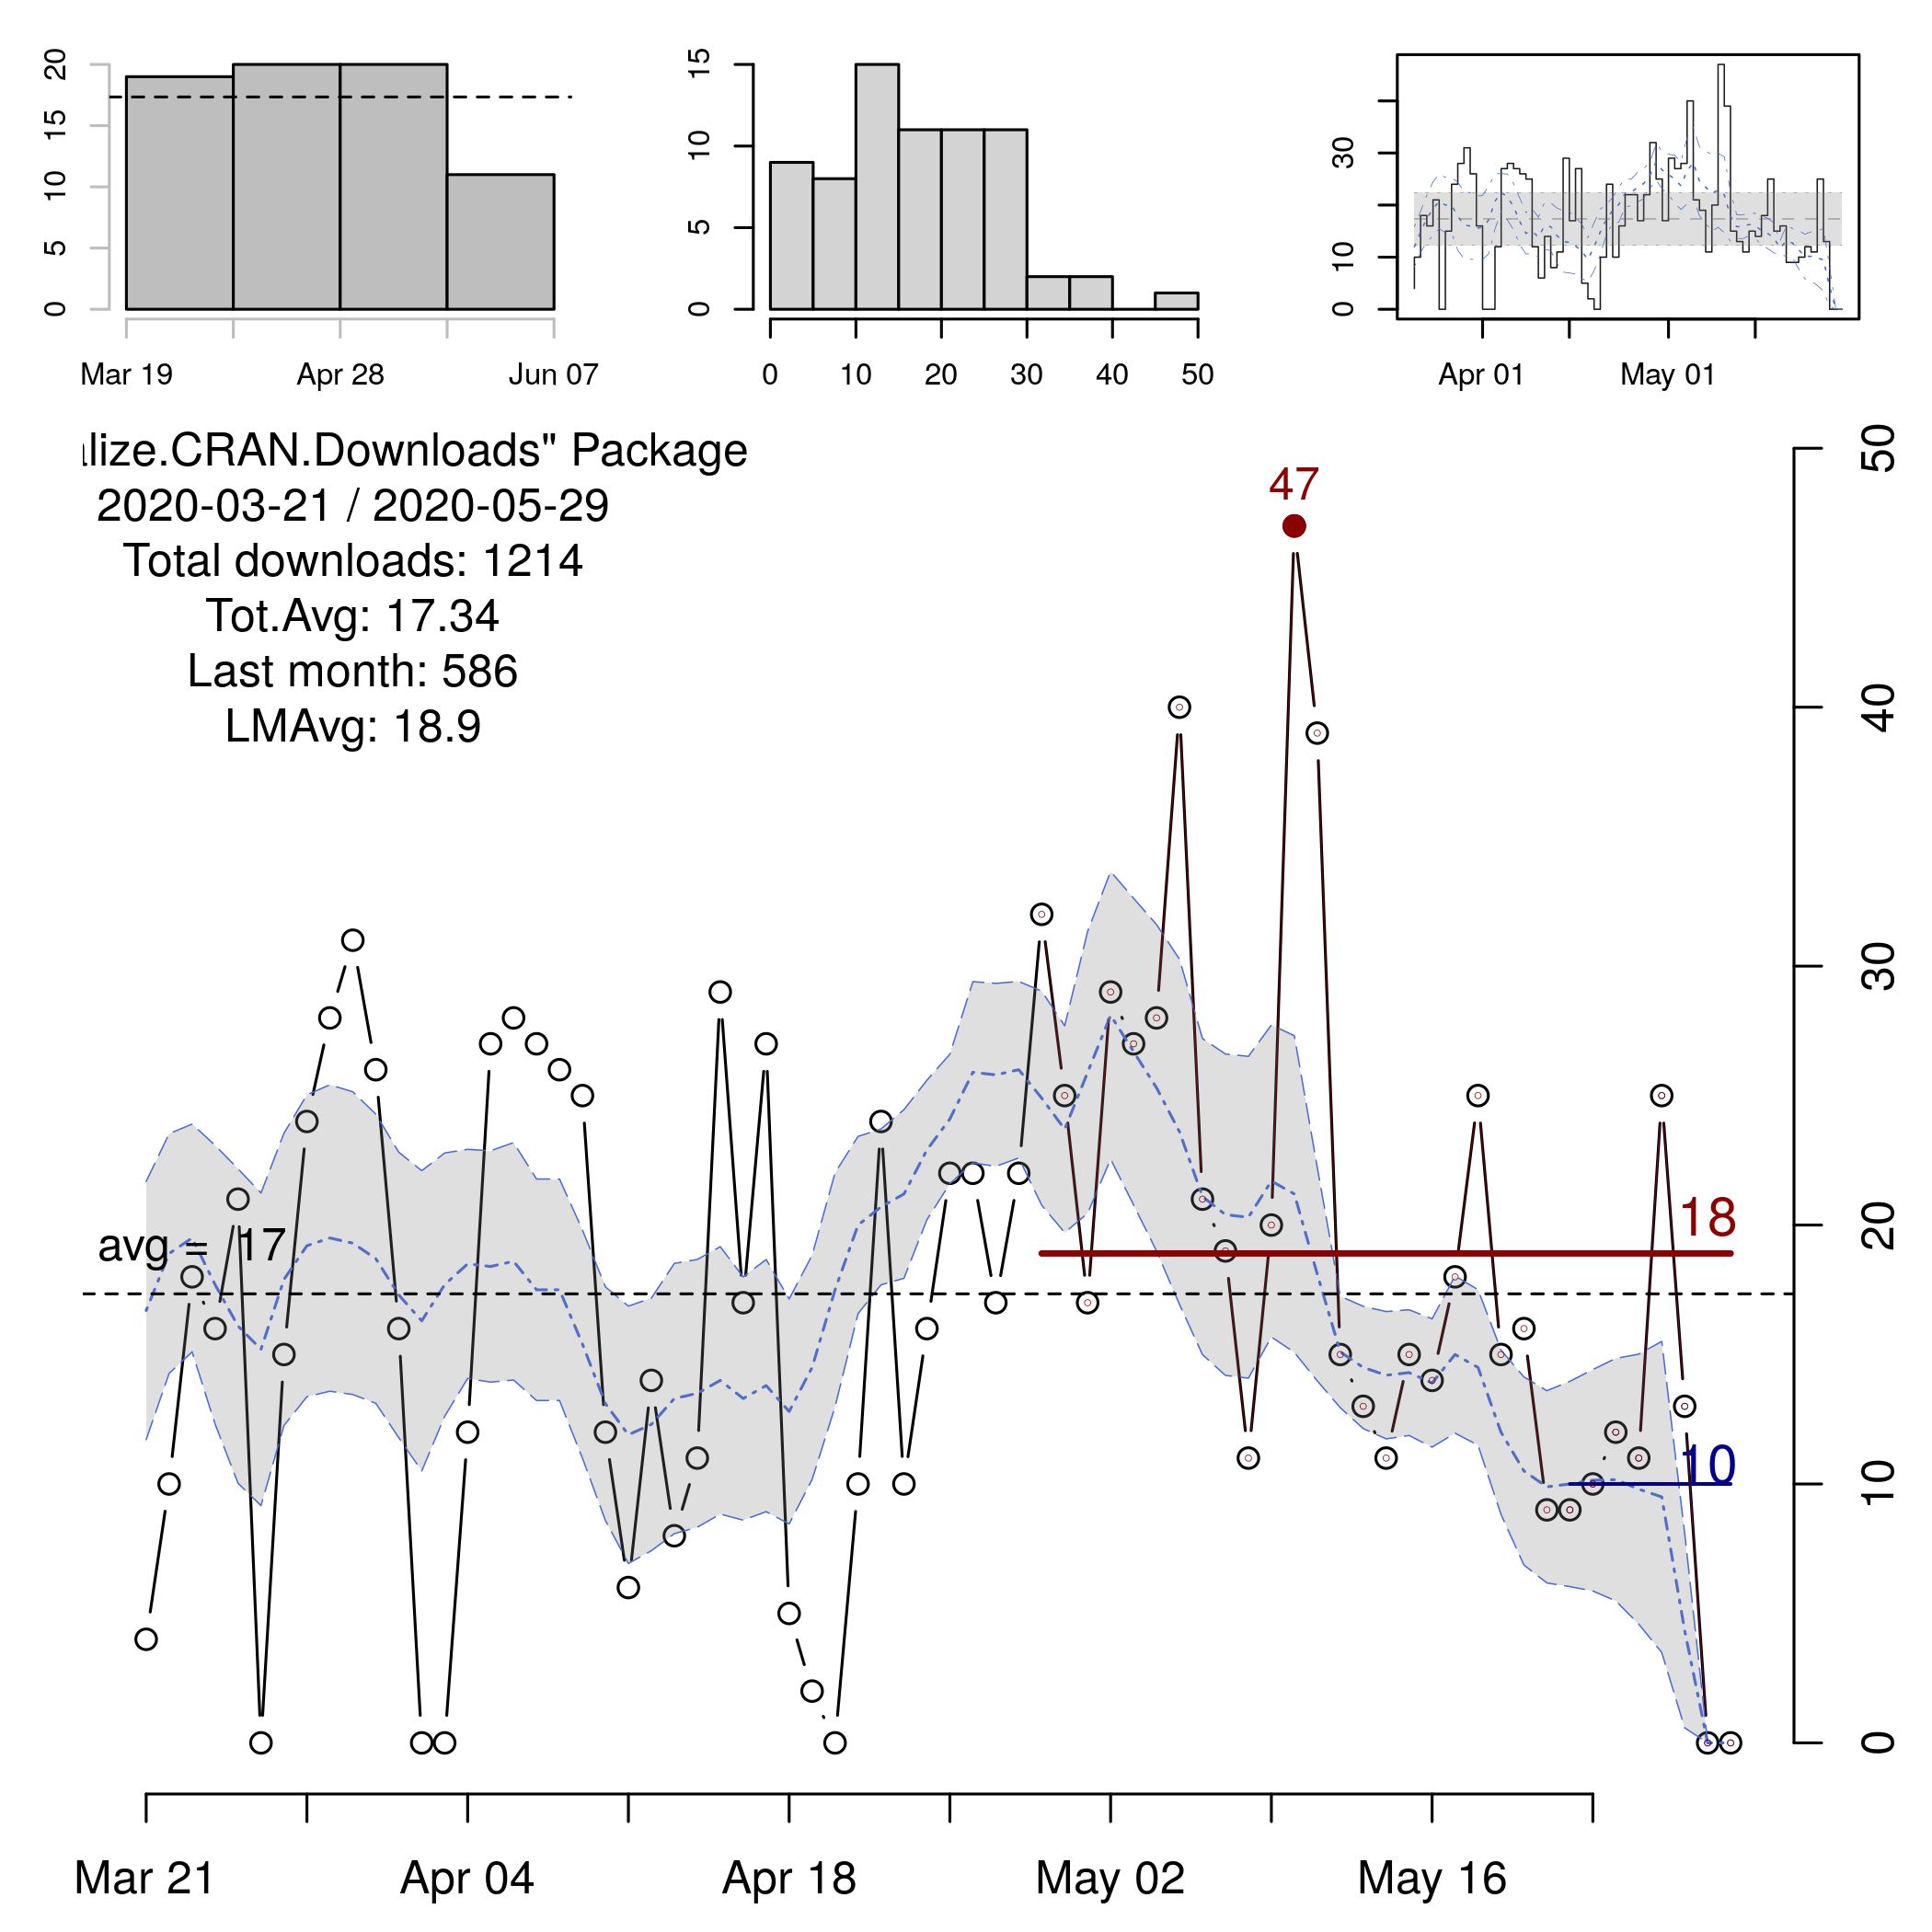 20
15
10
5
0
Mar 19 Apr 28 Jun 07
15
10
5
0
0 10 20 30 40 50
30
10
0
Apr 01 May 01
lize.CRAN.Downloads" Package
2020-03-21 / 2020-05-29
Total downloads: 1214
Tot.Avg: 17.34
Last month: 586
LMAvg: 18.9
47
avg = 17
18
10
50
40
30
20
10
0
Mar 21 Apr 04 Apr 18 May 02 May 16